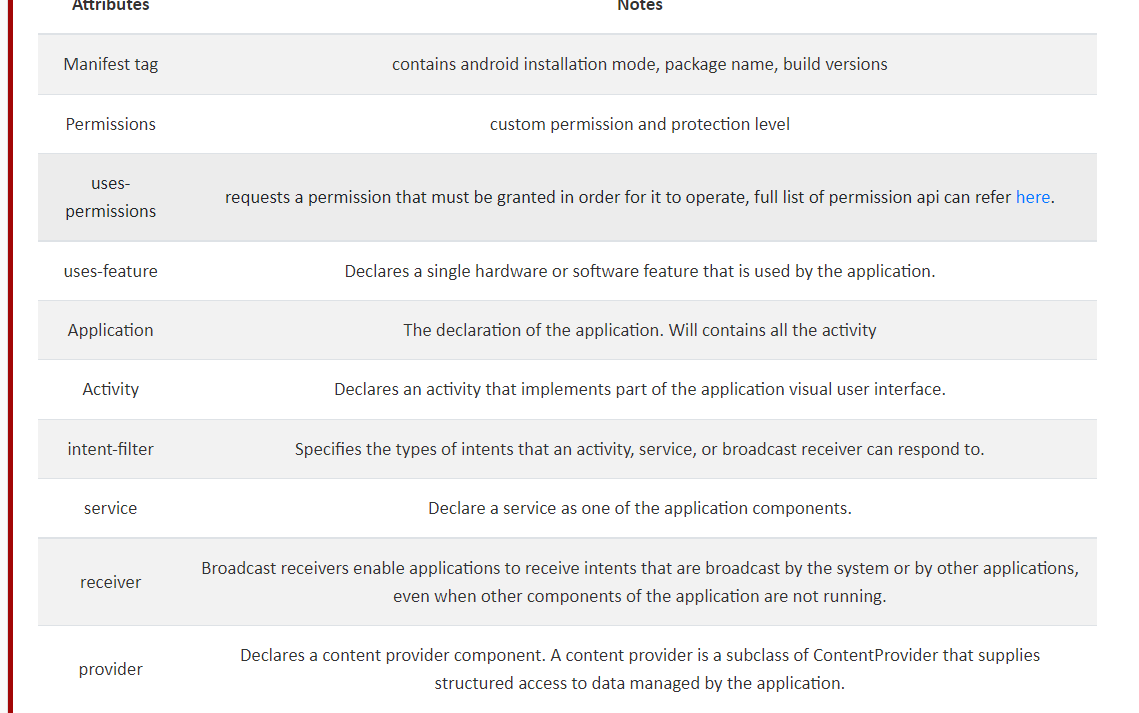 Attributes Notes
Manifest tag contains android installation mode, package name, build versions
Permissions custom permission and protection level
uses-
permissions
requests a permission that must be granted in order for it to operate, full list of permission api can refer here.
uses-feature Declares a single hardware or software feature that is used by the application.
Application The declaration of the application. Will contains all the activity
Activity Declares an activity that implements part of the application visual user interface.
intent-filter Specifies the types of intents that an activity, service, or broadcast receiver can respond to.
service Declare a service as one of the application components.
receiver
Broadcast receivers enable applications to receive intents that are broadcast by the system or by other applications,
even when other components of the application are not running.
provider
Declares a content provider component. A content provider is a subclass of ContentProvider that supplies
structured access to data managed by the application.